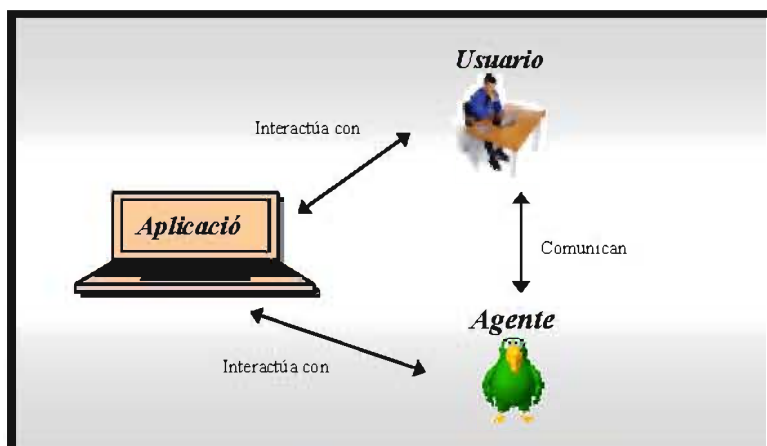 Usuario
Interactúa con
Aplicació
Comunican
Agente
Interactúa con